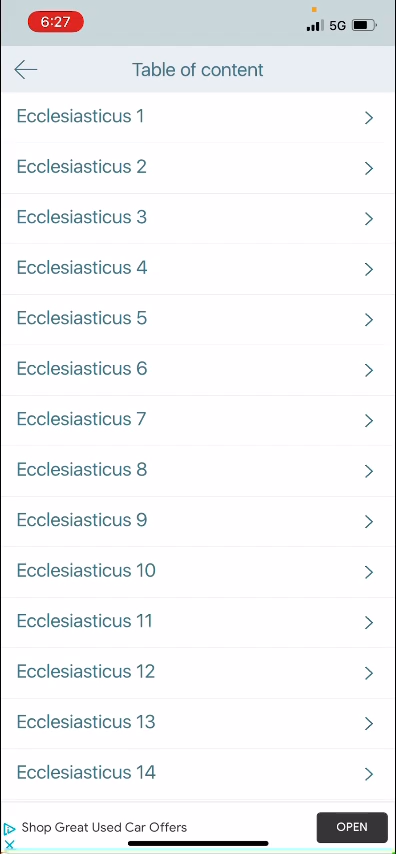 6:27
5G
Table of content
Ecclesiasticus 1
Ecclesiasticus 2
Ecclesiasticus 3
Ecclesiasticus 4
Ecclesiasticus 5
Ecclesiasticus 6
Ecclesiasticus 7
Ecclesiasticus 8
Ecclesiasticus 9
Ecclesiasticus 10
Ecclesiasticus 11
Ecclesiasticus 12
Ecclesiasticus 13
Ecclesiasticus 14
Shop Great Used Car Offers
OPEN